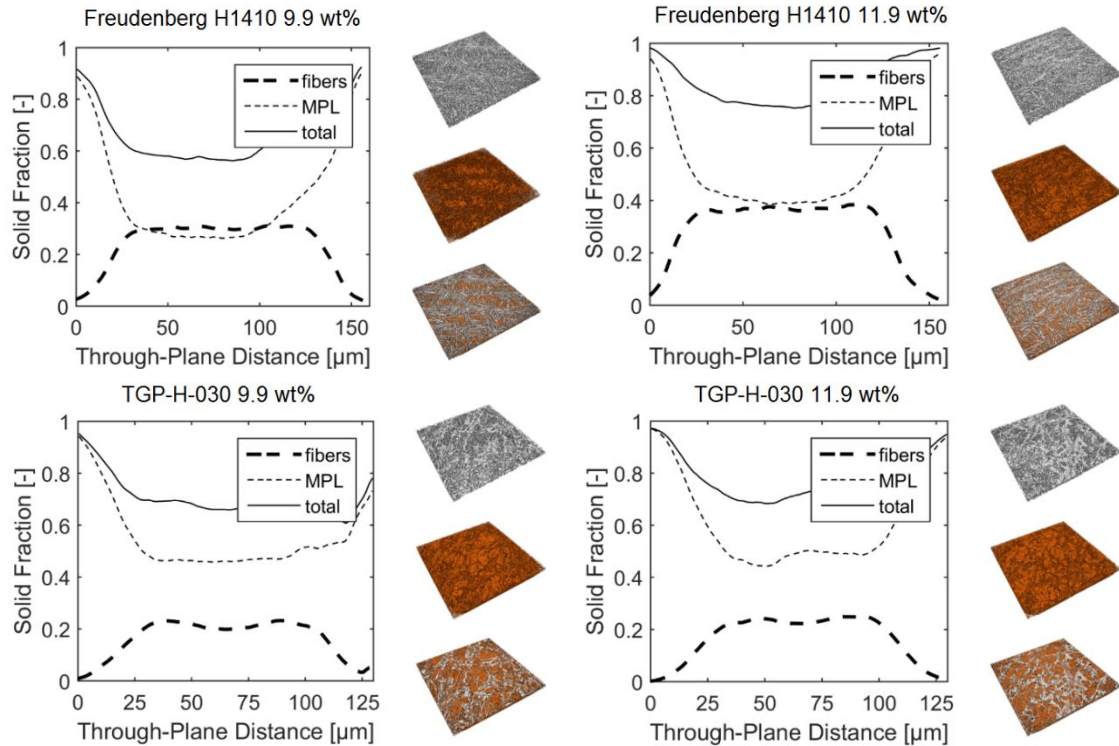 Freudenberg H1410 9.9 wt%
1
0.8
0.6
0.4
0.2
0
Solid Fraction [-]
fibers
MPL
total
0 50 100 150
Through-Plane Distance [µm]
Freudenberg H1410 11.9 wt%
1
0.8
0.6
0.4
0.2
0
Solid Fraction [-]
fibers
MPL
total
0 50 100 150
Through-Plane Distance [µm]
TGP-H-030 9.9 wt%
1
0.8
0.6
0.4
0.2
0
Solid Fraction [-]
fibers
MPL
total
0 25 50 75 100 125
Through-Plane Distance [µm]
TGP-H-030 11.9 wt%
1
0.8
0.6
0.4
0.2
0
Solid Fraction [-]
fibers
MPL
total
0 25 50 75 100 125
Through-Plane Distance [µm]